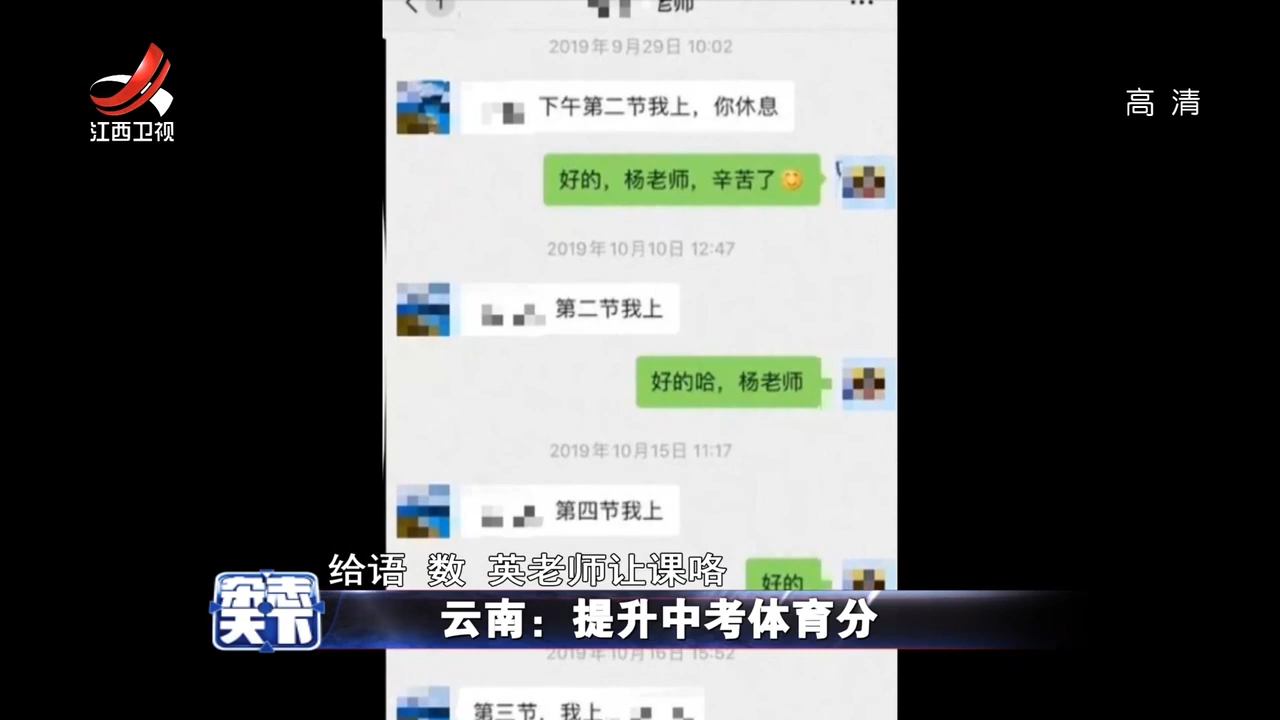 1
老师
2019年9月29日 10:02
下午第二节我上，你休息
好的，杨老师，辛苦了
2019年10月10日 12:47
第二节我上
好的哈，杨老师
2019年10月15日 11:17
第四节我上
好的
2019年10月16日 15:52
第三节，我上
江西卫视
高清
给语 数 英老师让课咯
杂志
天下
云南：提升中考体育分